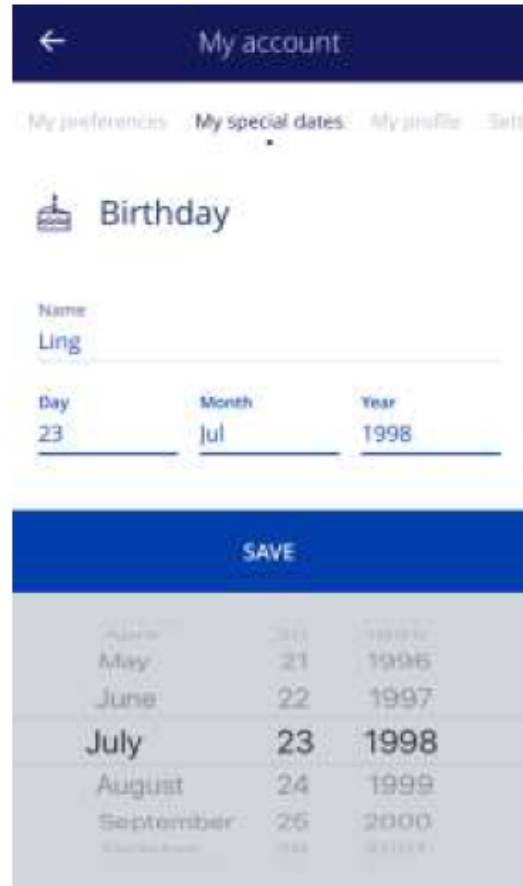 My account
My preferences My special dates My profile Sett
Birthday
Name
Ling
Day Month Year
23 Jul 1998
SAVE
May 21 1996
June 22 1997
July 23 1998
August 24 1999
September 25 2000